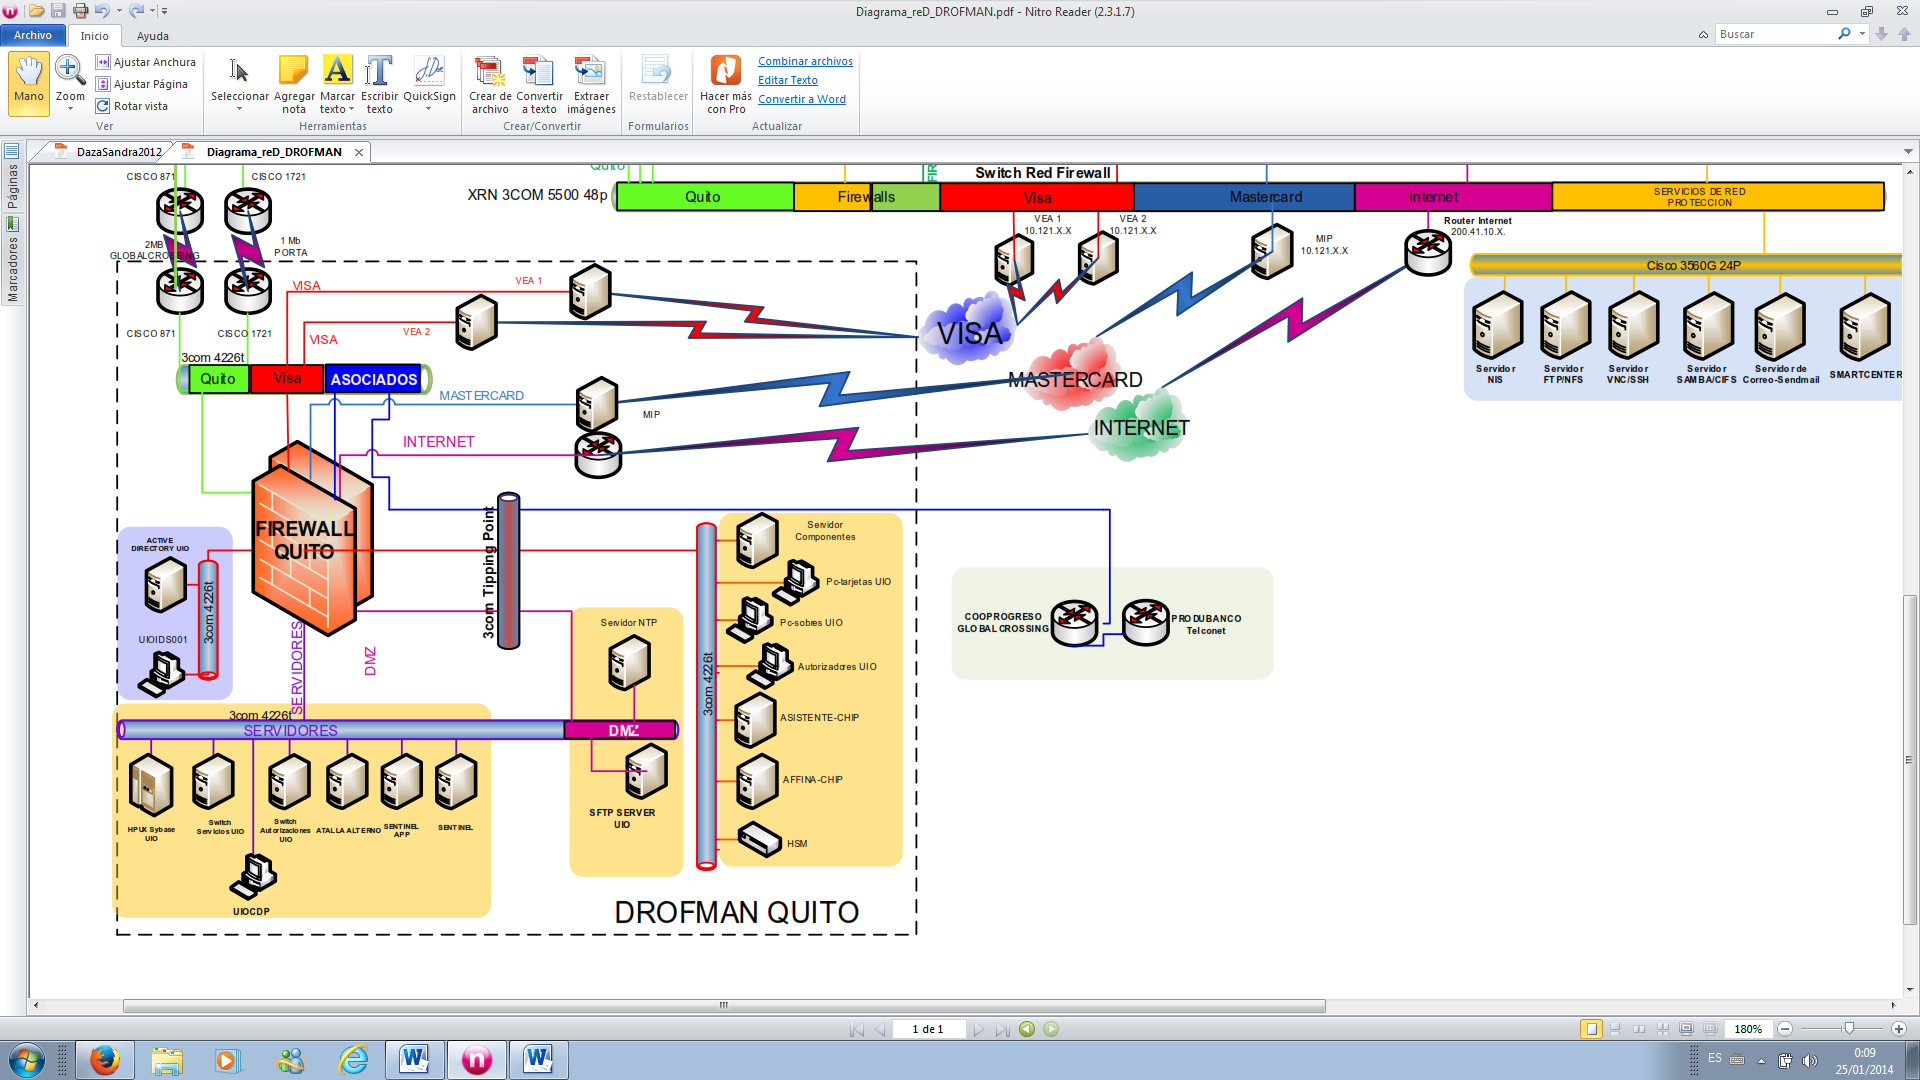 Diagrama_reD_DROFMAN.pdf - Nitro Reader (2.3.1.7)
Archivo
Inicio
Ayuda
Buscar
Mano
Zoom
Ajustar Anchura
Ajustar Página
Rotar vista
Ver
Seleccionar
Agregar nota
Marcar texto
Escribir texto
QuickSign
Herramientas
Crear de archivo
Convertir a texto
Extraer imágenes
Crear/Convertir
Restablecer
Formularios
Hacer más con Pro
Combinar archivos
Editar Texto
Convertir a Word
Actualizar
DazaSandra2012
Diagrama_reD_DROFMAN
Páginas
Marcadores
CISCO 871
CISCO 1721
Quito
FIR
Switch Red Firewall
XRN 3COM 5500 48p
Quito
Firewalls
Visa
Mastercard
Internet
SERVICIOS DE RED
PROTECCION
2MB
GLOBALCROSSING
1 Mb
PORTA
VEA 1
10.121.X.X
VEA 2
10.121.X.X
MIP
10.121.X.X
Router Internet
200.41.10.X.
Cisco 3560G 24P
CISCO 871
CISCO 1721
VISA
VEA 1
VISA
VEA 2
VISA
MASTERCARD
INTERNET
Servidor
NIS
Servidor
FTP/NFS
Servidor
VNC/SSH
Servidor
SAMBA/CIFS
Servidor de
Correo-Sendmail
SMARTCENTER
3com 4226t
Quito
Visa
ASOCIADOS
MASTERCARD
MIP
INTERNET
FIREWALL
QUITO
3com Tipping Point
ACTIVE
DIRECTORY UIO
3com 4226t
UIOIDS001
SERVIDORES
DMZ
Servidor
Componentes
Pc-tarjetas UIO
Pc-sobres UIO
Autorizadores UIO
3com 4226t
ASISTENTE-CHIP
AFFINA-CHIP
HSM
Servidor NTP
DMZ
SFTP SERVER
UIO
COOPROGRESO
GLOBALCROSSING
PRODUBANCO
Telconet
3com 4226t
SERVIDORES
HPUX Sybase
UIO
Switch
Servicios UIO
Switch
Autorizaciones
UIO
ATALLA ALTERNO
SENTINEL
APP
SENTINEL
UIOCDP
DROFMAN QUITO
1 de 1
180%
ES
0:09
25/01/2014